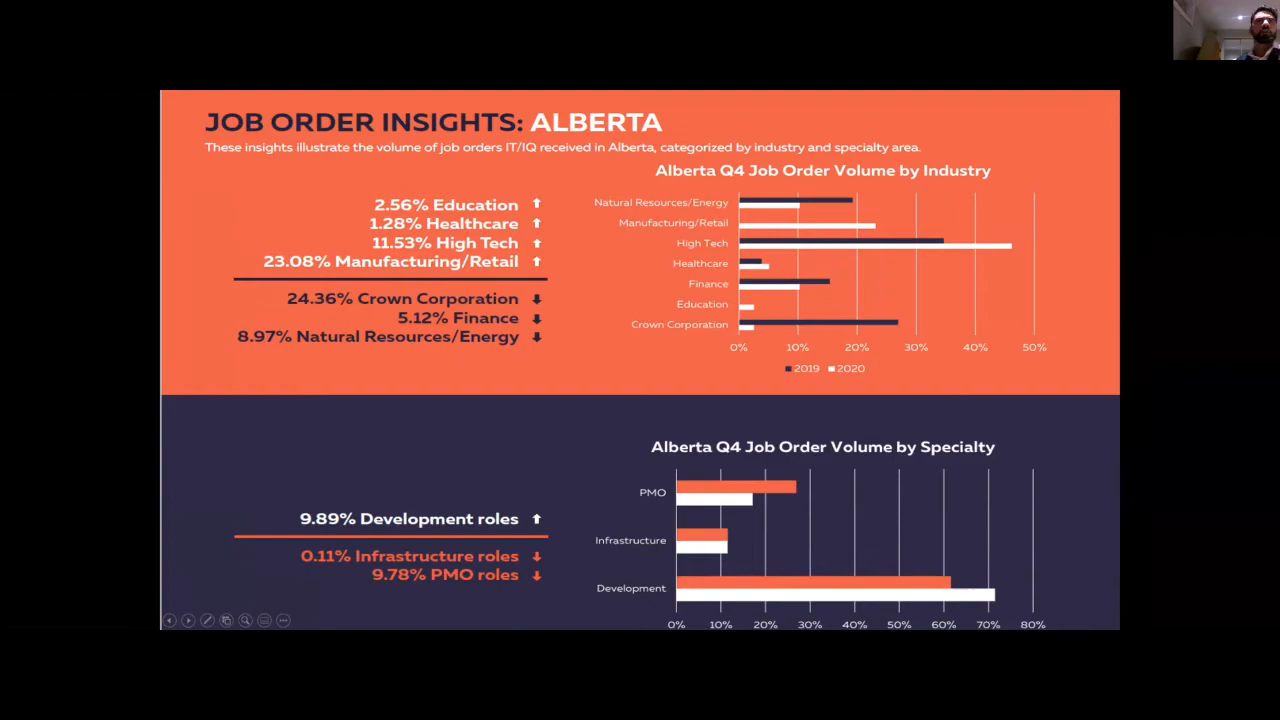 JOB ORDER INSIGHTS: ALBERTA
These insights illustrate the volume of job orders IT/IQ received in Alberta, categorized by industry and specialty area.
2.56% Education
1.28% Healthcare
11.53% High Tech
23.08% Manufacturing/Retail
24.36% Crown Corporation
5.12% Finance
8.97% Natural Resources/Energy
Alberta Q4 Job Order Volume by Industry
Natural Resources/Energy
Manufacturing/Retail
High Tech
Healthcare
Finance
Education
Crown Corporation
0% 10% 20% 30% 40% 50%
2019 2020
9.89% Development roles
0.11% Infrastructure roles
9.78% PMO roles
Alberta Q4 Job Order Volume by Specialty
PMO
Infrastructure
Development
0% 10% 20% 30% 40% 50% 60% 70% 80%